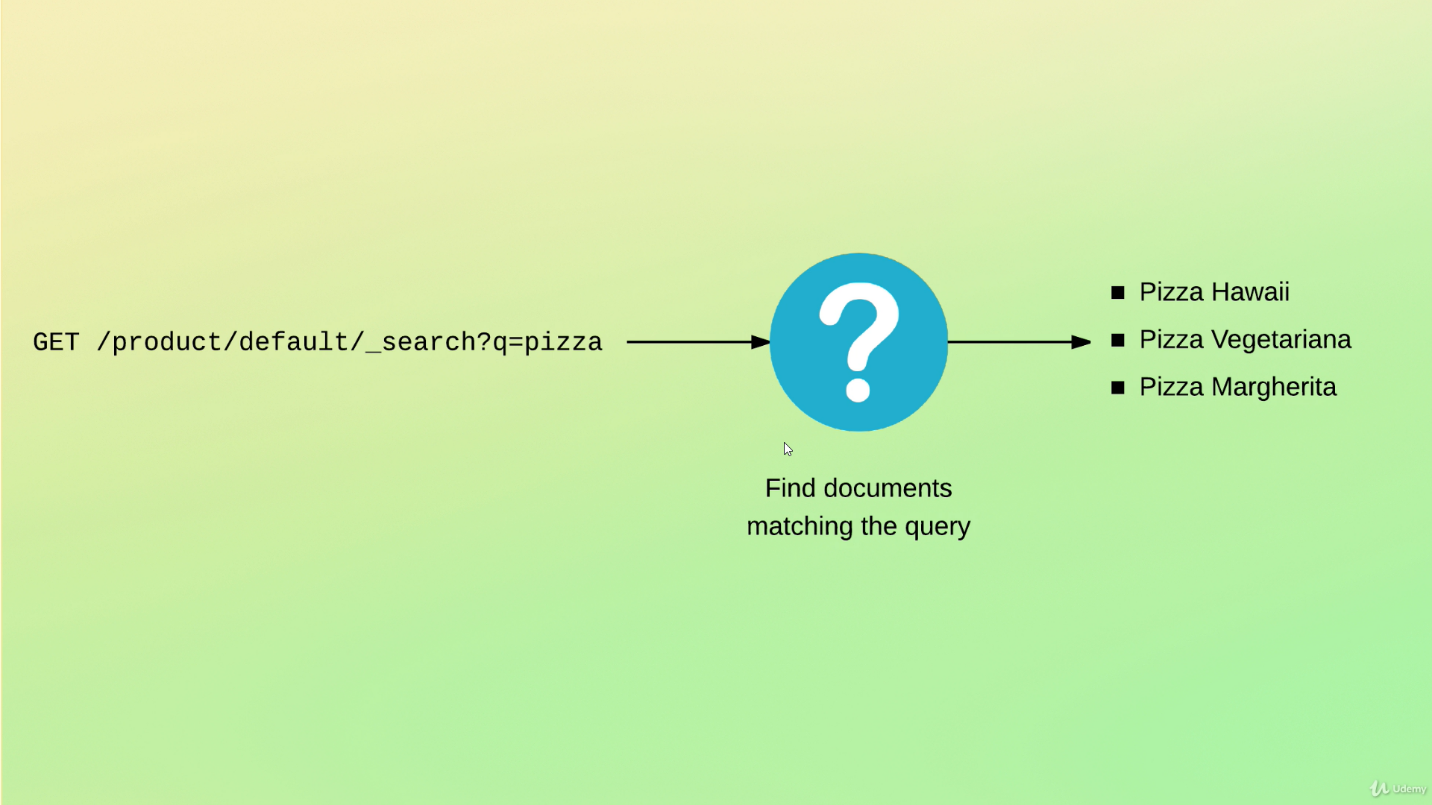 GET /product/default/_search?q=pizza
?
Find documents
matching the query
Pizza Hawaii
Pizza Vegetariana
Pizza Margherita
Udemy